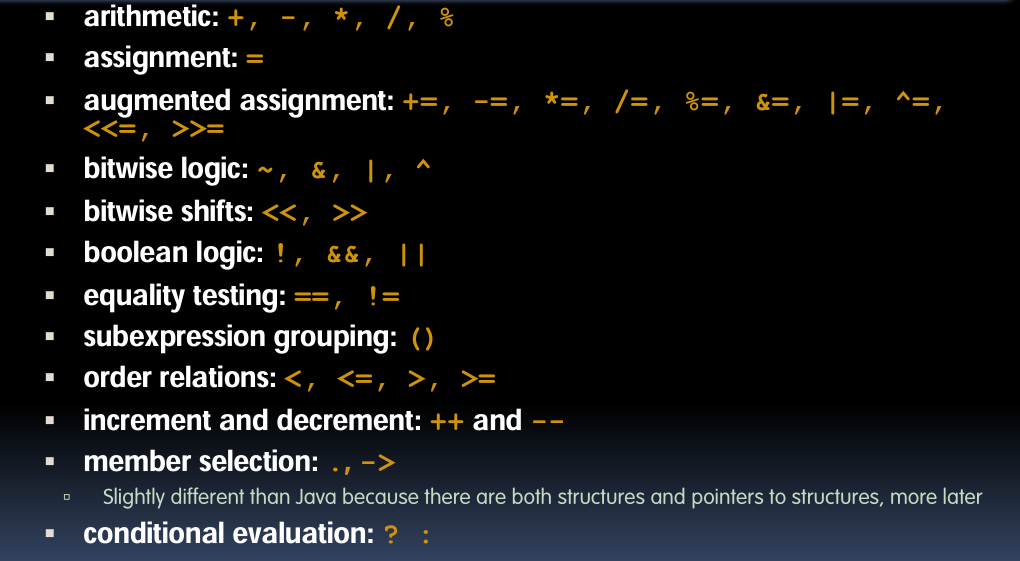 ▪ arithmetic: +, -, *, /, %
▪ assignment: =
▪ augmented assignment: +=, -=, *=, /=, %=, &=, |=, ^=,
<<=, >>=
▪ bitwise logic: ~, &, |, ^
▪ bitwise shifts: <<, >>
▪ boolean logic: !, &&, ||
▪ equality testing: ==, !=
▪ subexpression grouping: ()
▪ order relations: <, <=, >, >=
▪ increment and decrement: ++ and --
▪ member selection: ., ->
▫ Slightly different than Java because there are both structures and pointers to structures, more later
▪ conditional evaluation: ? :